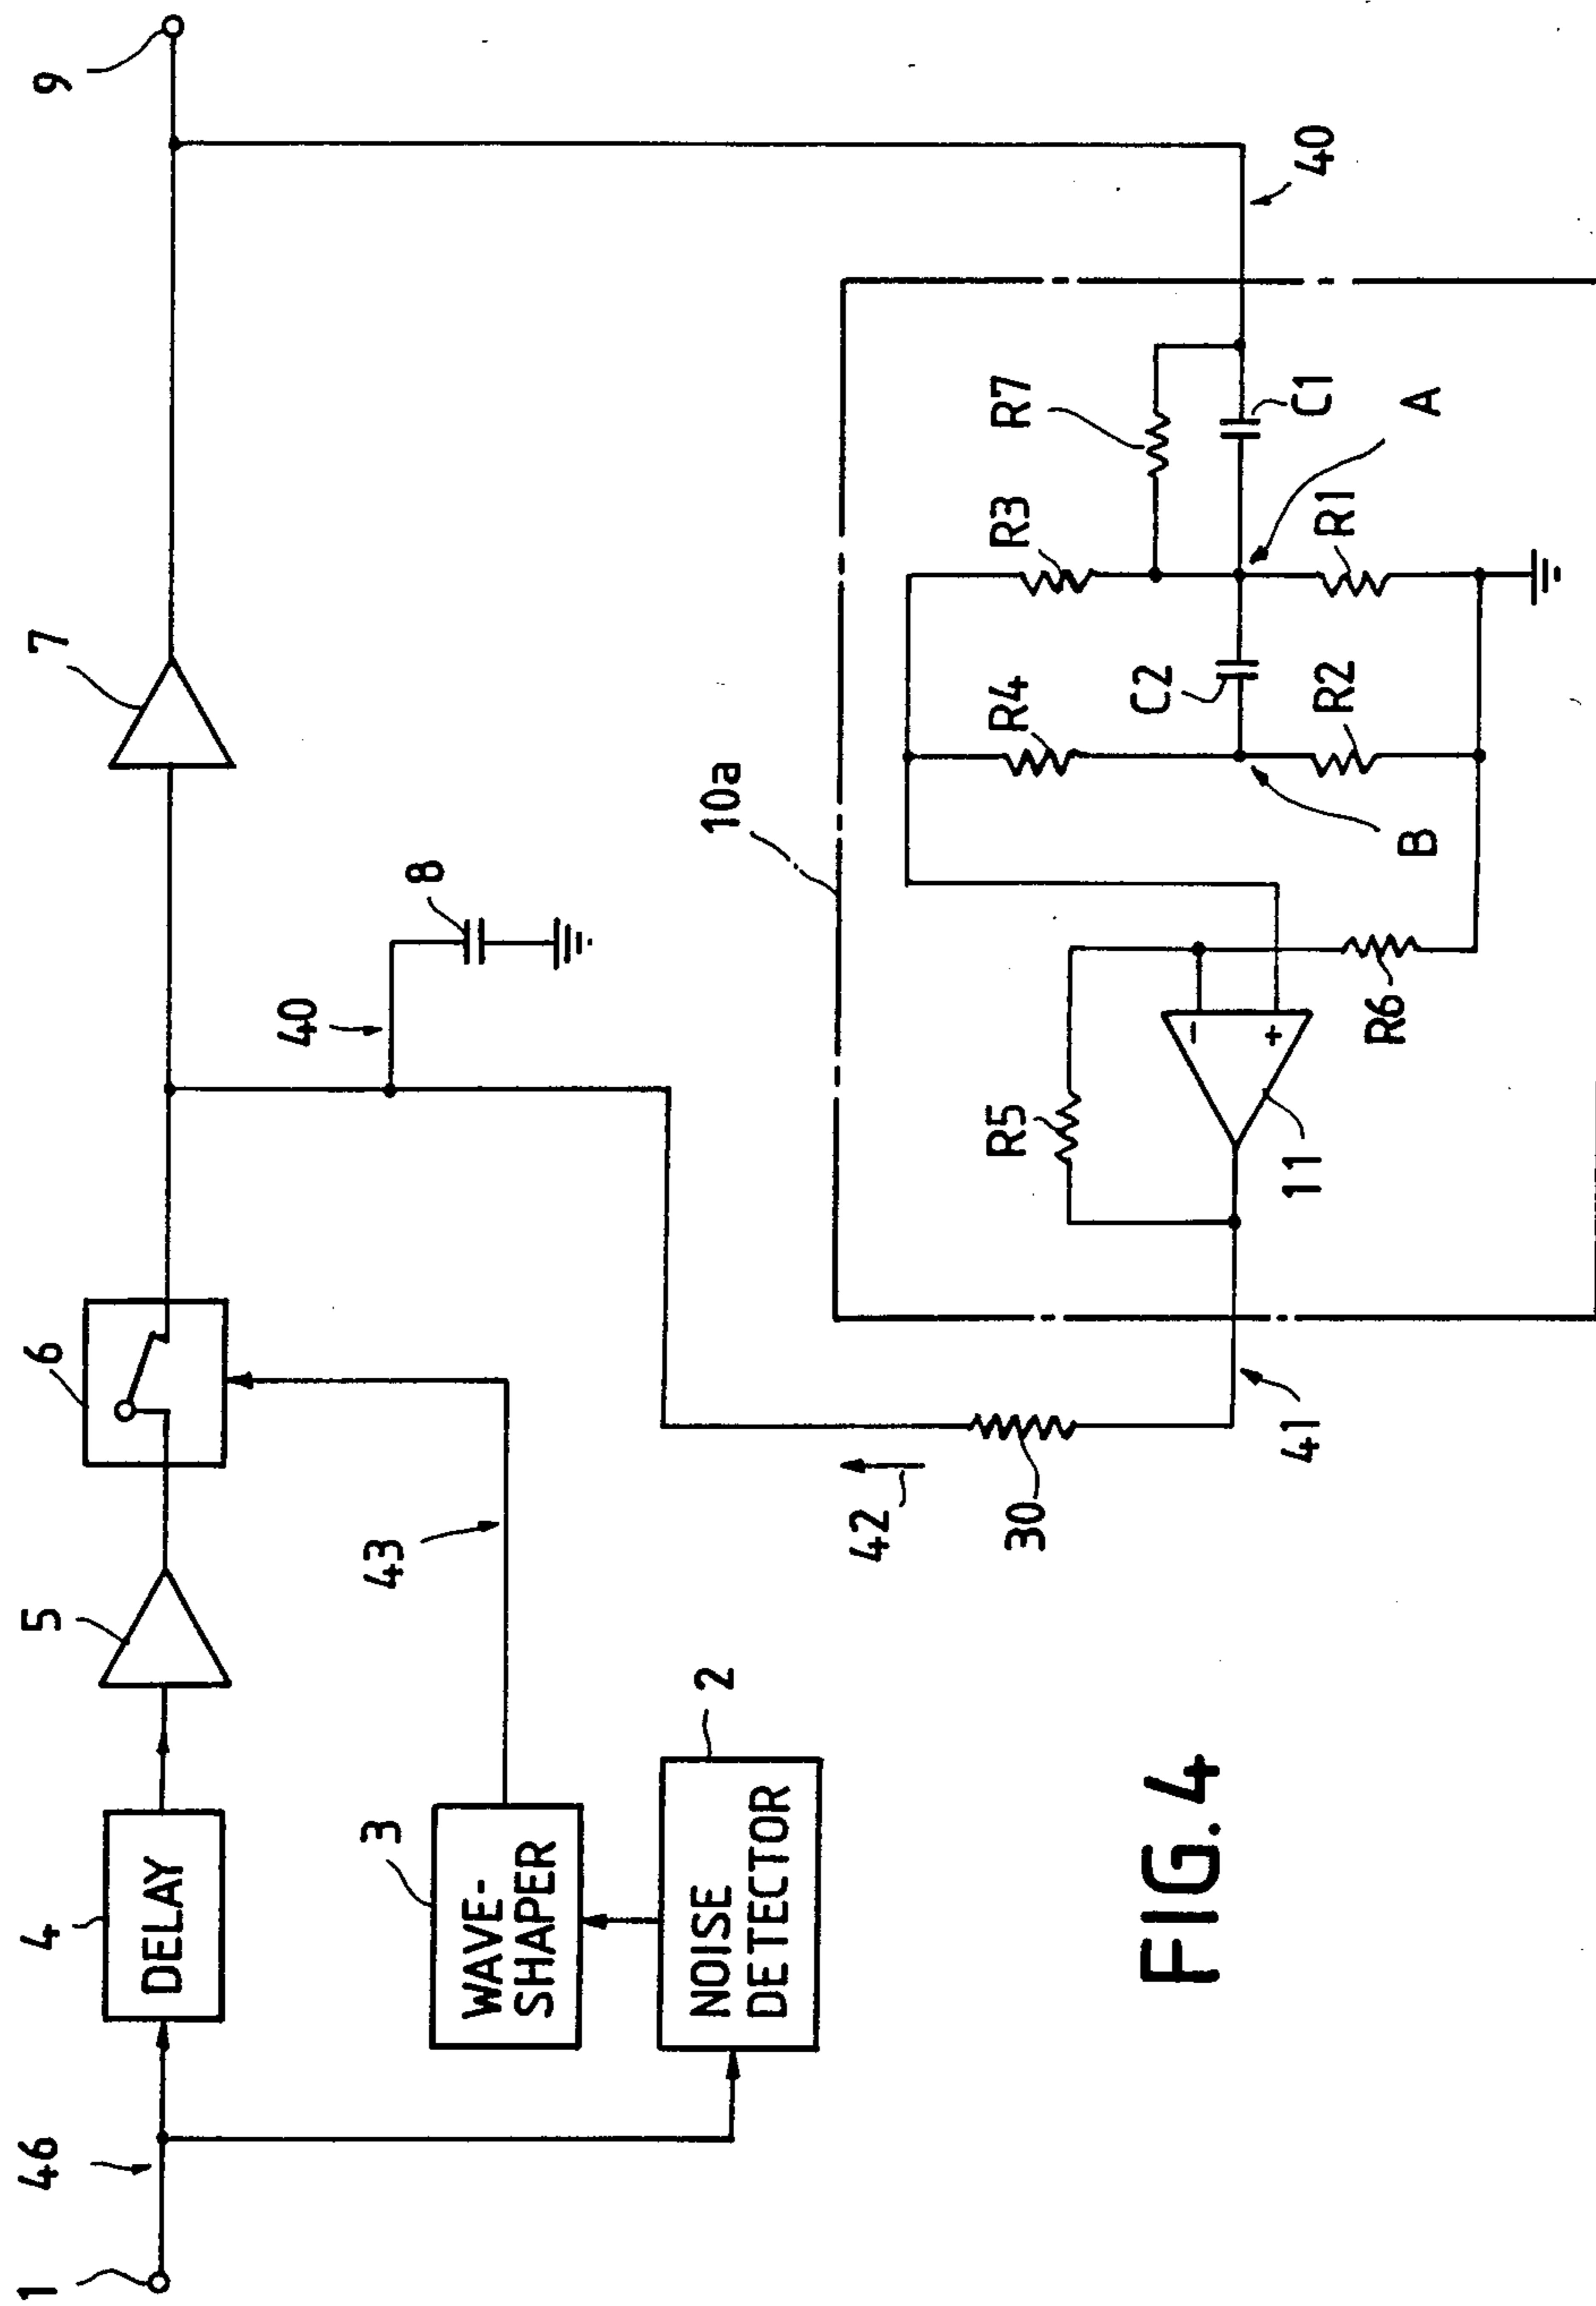 1
46
4
DELAY
5
6
7
9
3
WAVE-
SHAPER
43
40
8
2
NOISE
DETECTOR
42
30
41
10a
R5
11
R6
R4
R3
R7
C2
C1
R2
R1
B
A
40
-
+
FIG.4